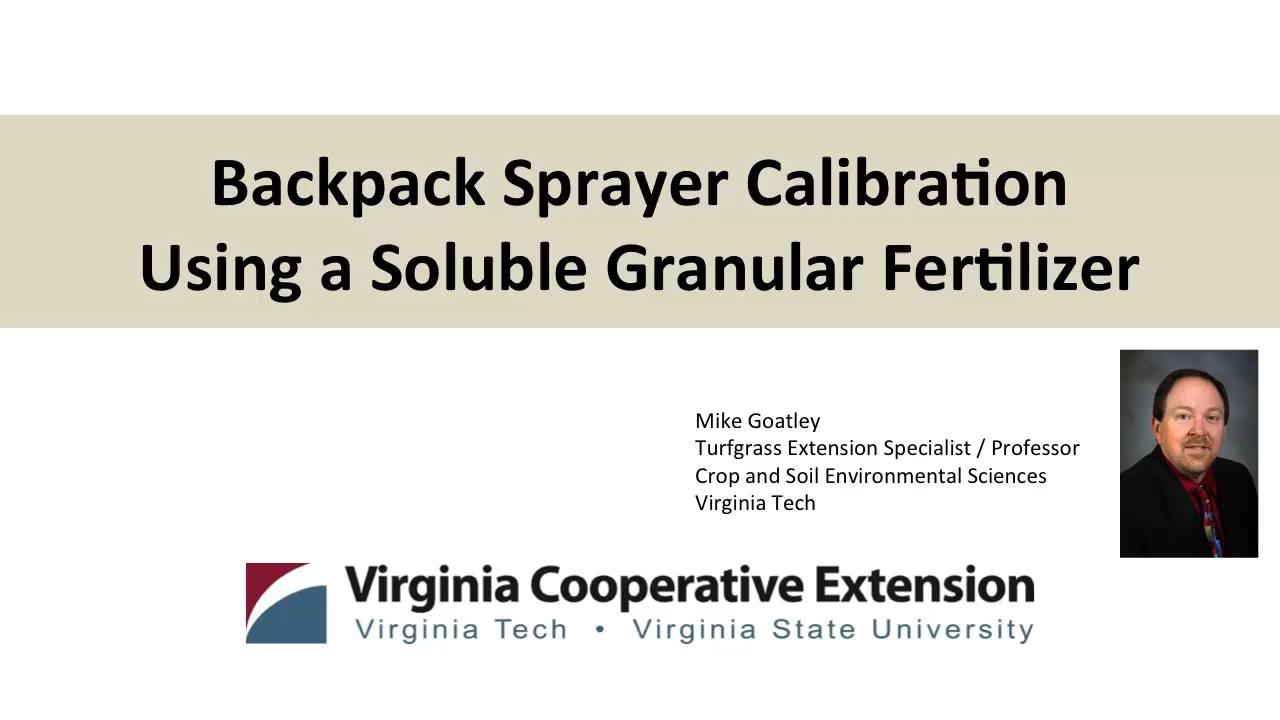 Backpack Sprayer Calibration
Using a Soluble Granular Fertilizer
Mike Goatley
Turfgrass Extension Specialist / Professor
Crop and Soil Environmental Sciences
Virginia Tech
Virginia Cooperative Extension
Virginia Tech • Virginia State University